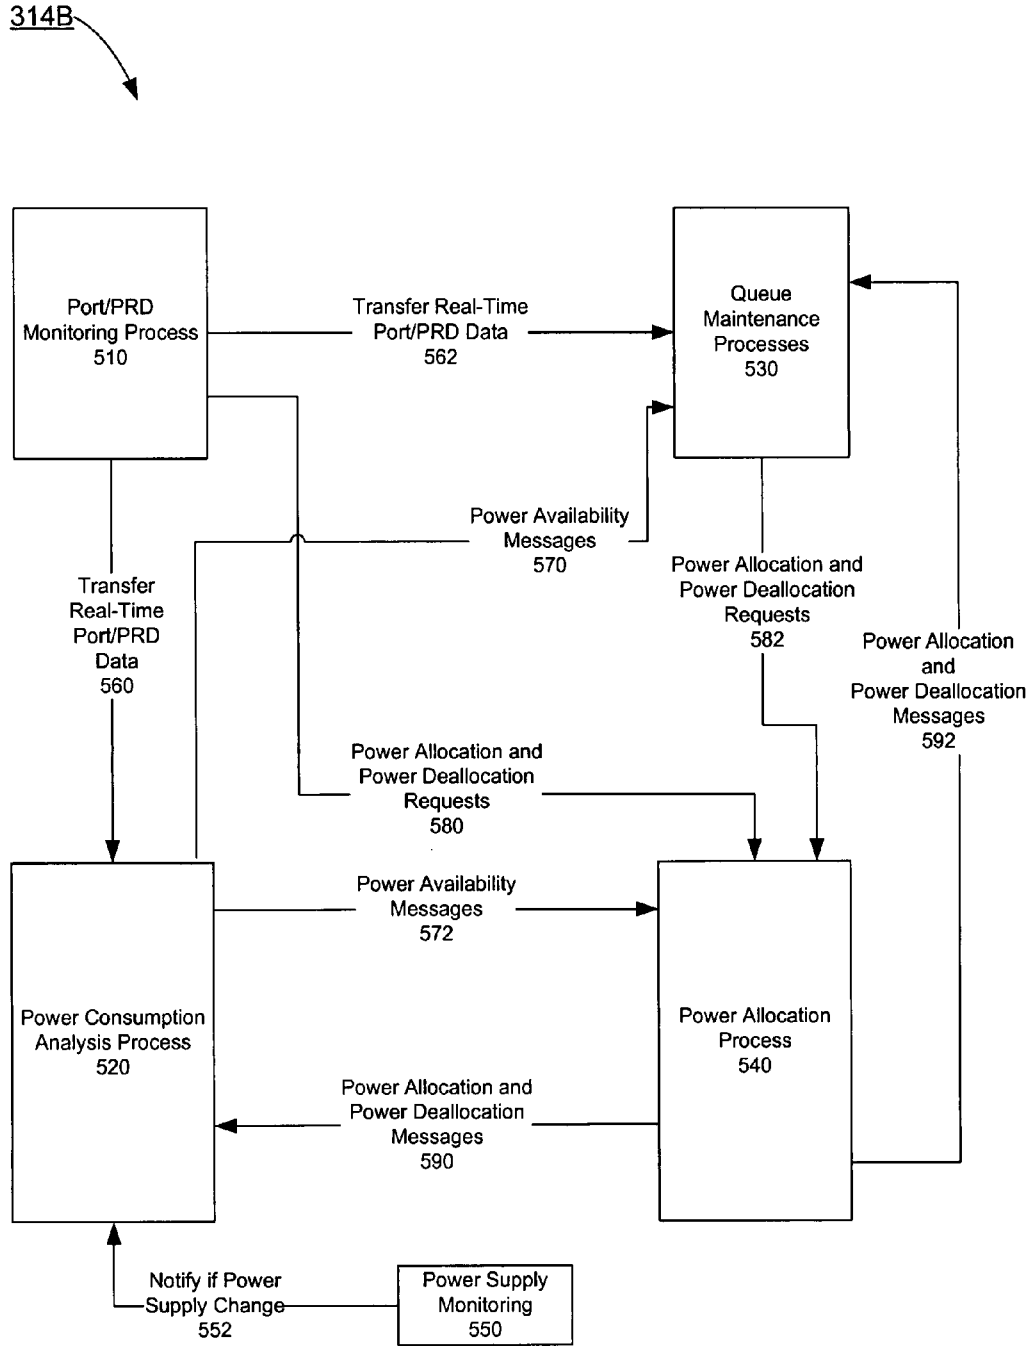 314B
Port/PRD
Monitoring Process
510
Transfer Real-Time
Port/PRD Data
562
Queue
Maintenance
Processes
530
Power Availability
Messages
570
Transfer
Real-Time
Port/PRD
Data
560
Power Allocation and
Power Deallocation
Requests
582
Power Allocation
and
Power Deallocation
Messages
592
Power Allocation and
Power Deallocation
Requests
580
Power Availability
Messages
572
Power Consumption
Analysis Process
520
Power Allocation
Process
540
Power Allocation and
Power Deallocation
Messages
590
Notify if Power
Supply Change
552
Power Supply
Monitoring
550